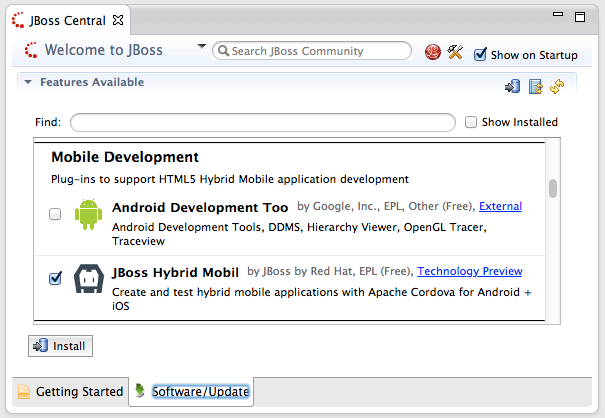 JBoss Central
Welcome to JBoss
Search JBoss Community
Show on Startup
Features Available
Find:
Show Installed
Mobile Development
Plug-ins to support HTML5 Hybrid Mobile application development
Android Development Too by Google, Inc., EPL, Other (Free), External
Android Development Tools, DDMS, Hierarchy Viewer, OpenGL Tracer,
Traceview
JBoss Hybrid Mobil by JBoss by Red Hat, EPL (Free), Technology Preview
Create and test hybrid mobile applications with Apache Cordova for Android +
iOS
Install
Getting Started
Software/Update